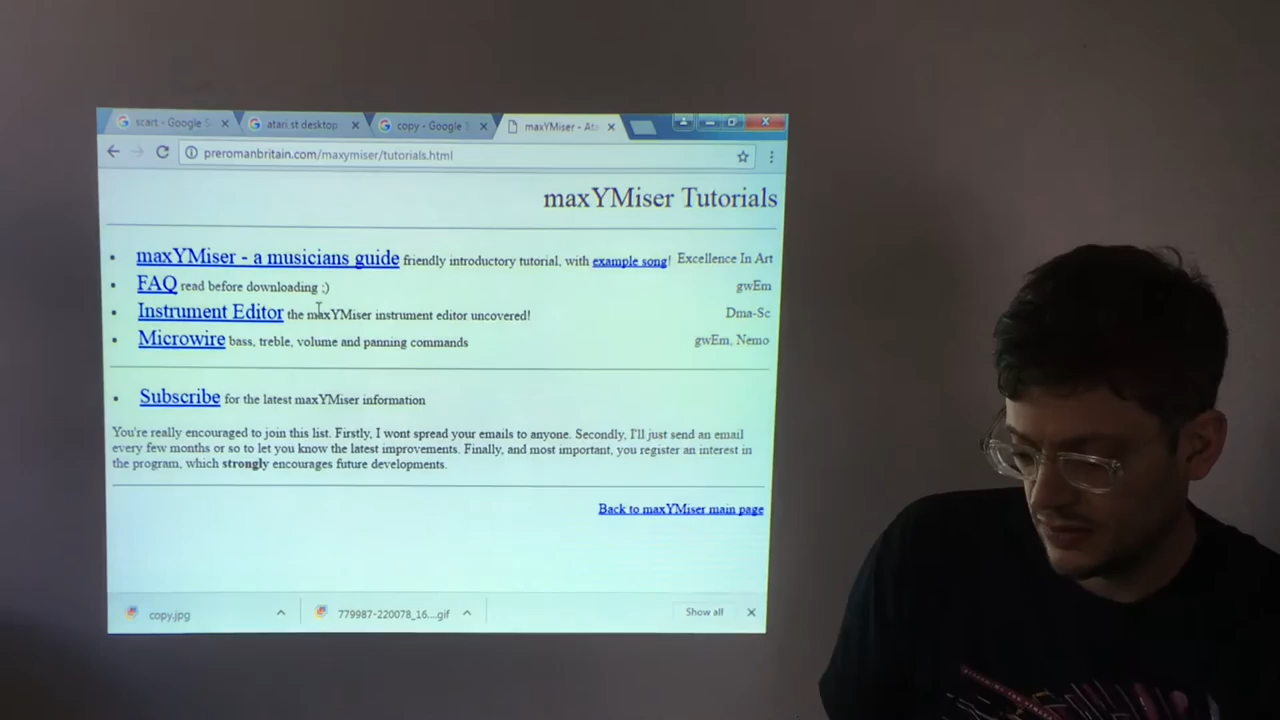 scart - Google S
atari st desktop
copy - Google S
maxYMiser - Ata
preromanbritain.com/maxymiser/tutorials.html
maxYMiser Tutorials
maxYMiser - a musicians guide friendly introductory tutorial, with example song! Excellence In Art
FAQ read before downloading ;) gwEm
Instrument Editor the maxYMiser instrument editor uncovered! Dma-Sc
Microwire bass, treble, volume and panning commands gwEm, Nemo
Subscribe for the latest maxYMiser information
You're really encouraged to join this list. Firstly, I wont spread your emails to anyone. Secondly, I'll just send an email
every few months or so to let you know the latest improvements. Finally, and most important, you register an interest in
the program, which strongly encourages future developments.
Back to maxYMiser main page
copy.jpg
779987-220078_16....gif
Show all